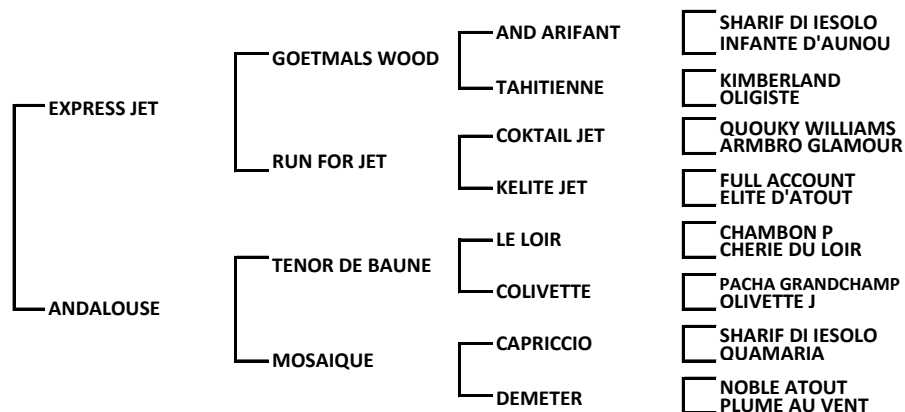 SHARIF DI IESOLO
AND ARIFANT
INFANTE D'AUNOU
GOETMALS WOOD
KIMBERLAND
TAHITIENNE
OLIGISTE
EXPRESS JET
QUOUKY WILLIAMS
COKTAIL JET
ARMBRO GLAMOUR
RUN FOR JET
FULL ACCOUNT
KELITE JET
ELITE D'ATOUT
CHAMBON P
LE LOIR
CHERIE DU LOIR
TENOR DE BAUNE
PACHA GRANDCHAMP
COLIVETTE
OLIVETTE J
ANDALOUSE
SHARIF DI IESOLO
CAPRICCIO
QUAMARIA
MOSAIQUE
NOBLE ATOUT
DEMETER
PLUME AU VENT